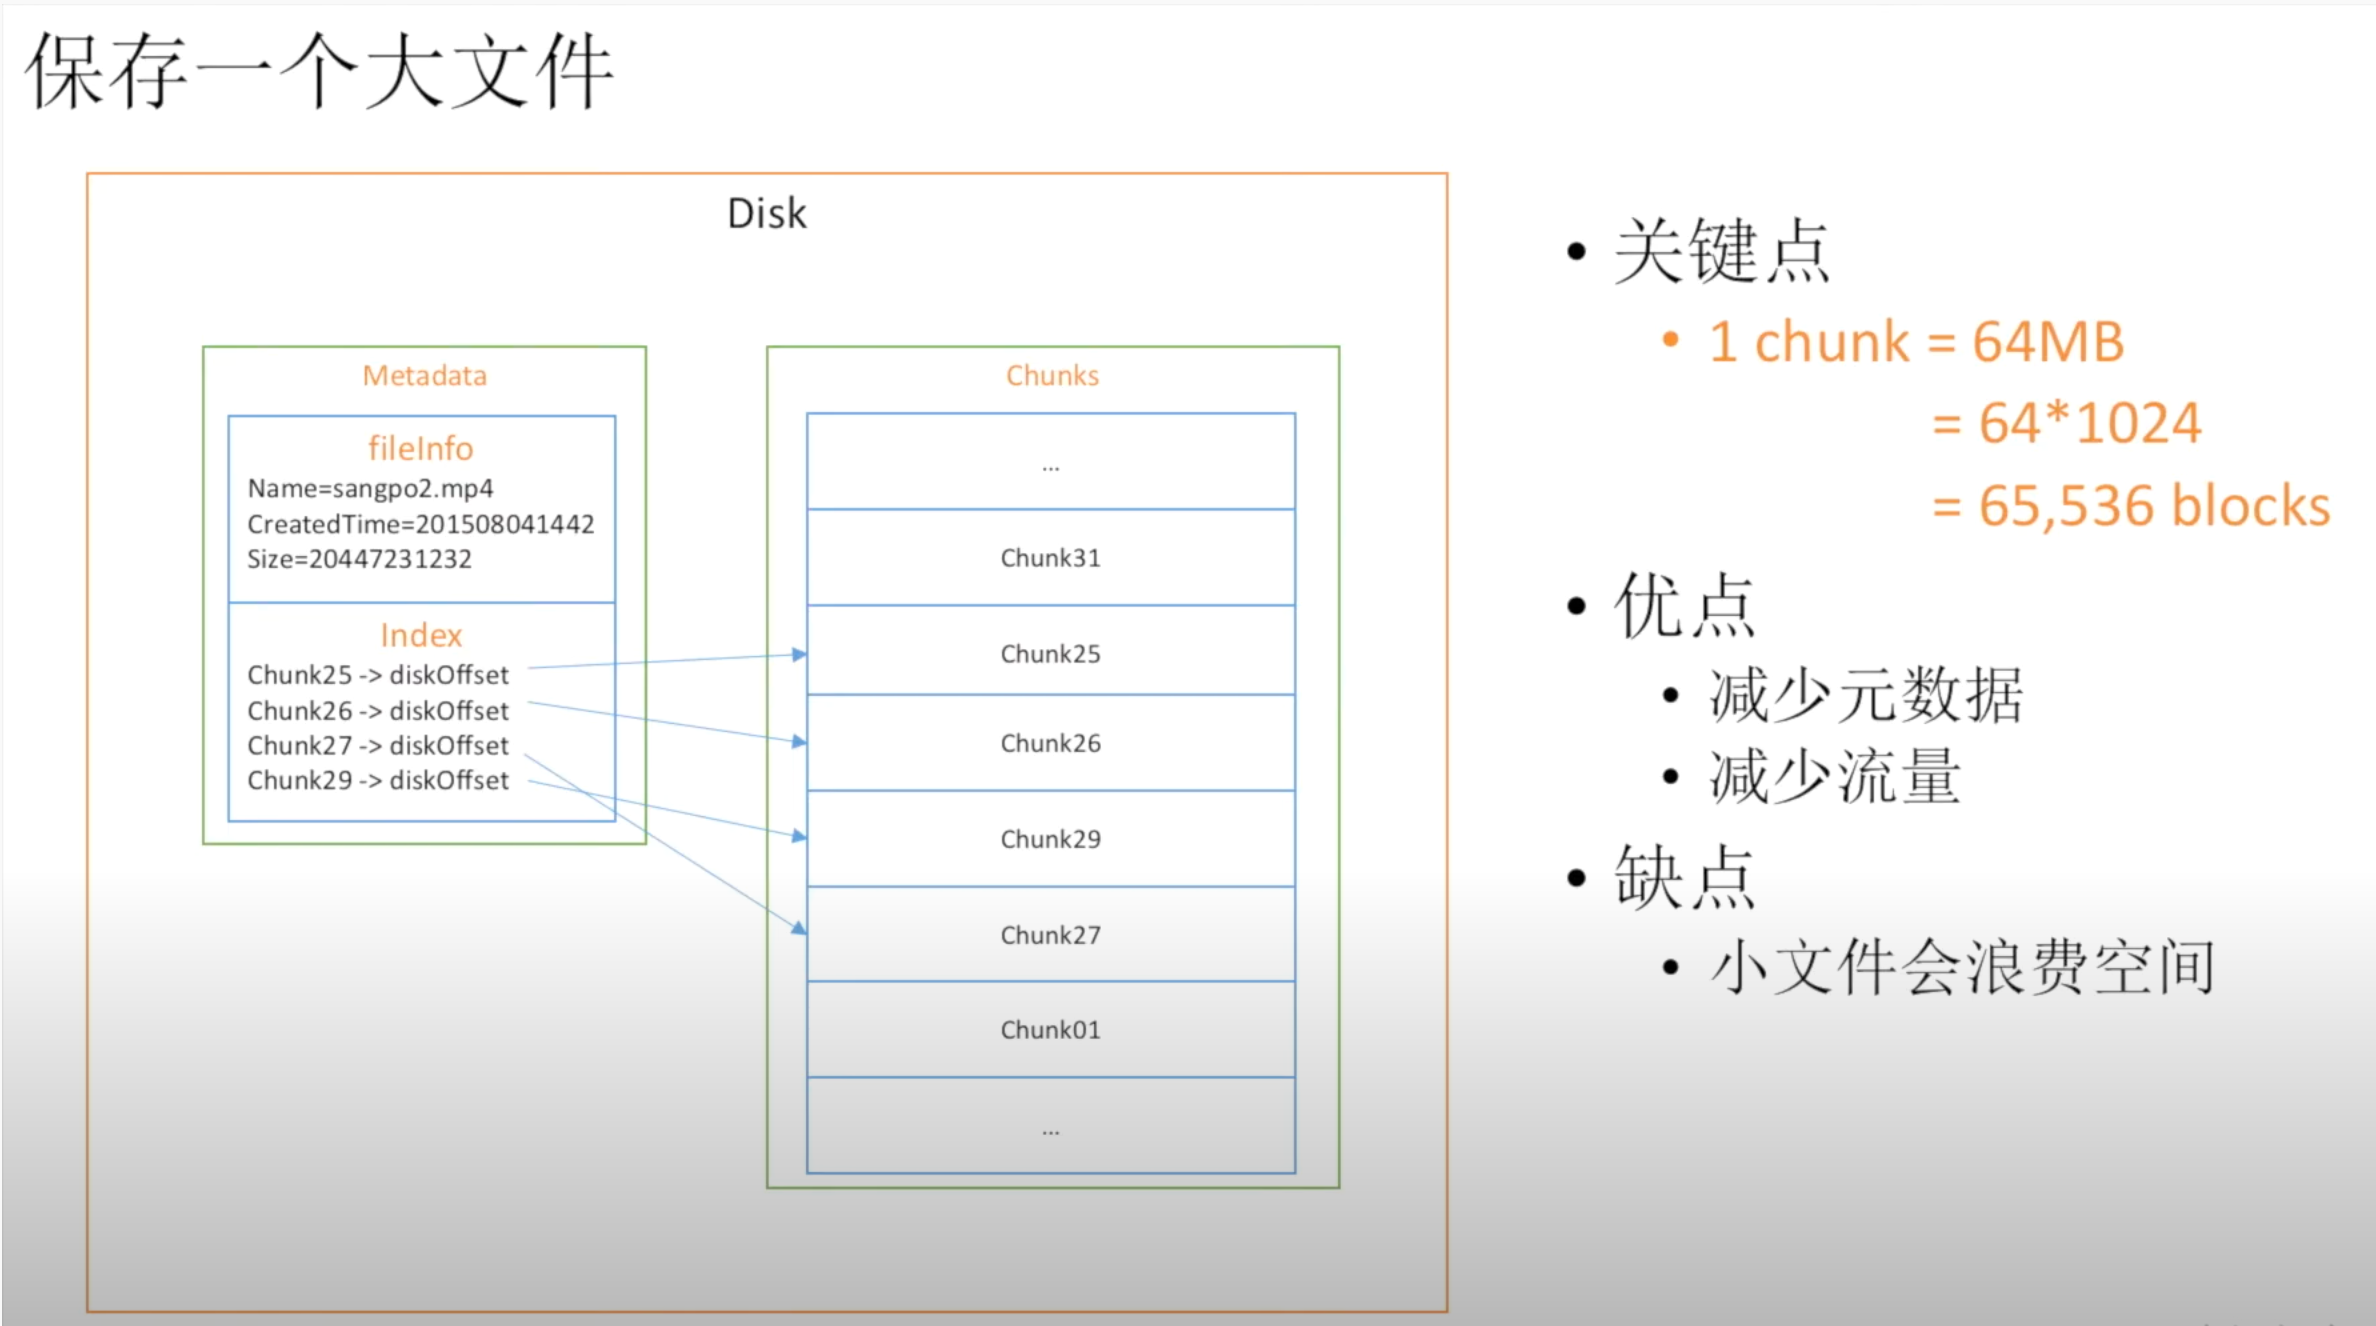 保存一个大文件
Disk
Metadata
fileInfo
Name=sangpo2.mp4
CreatedTime=201508041442
Size=20447231232
Index
Chunk25 -> diskOffset
Chunk26 -> diskOffset
Chunk27 -> diskOffset
Chunk29 -> diskOffset
Chunks
...
Chunk31
Chunk25
Chunk26
Chunk29
Chunk27
Chunk01
...
• 关键点
• 1 chunk = 64MB
= 64*1024
= 65,536 blocks
• 优点
• 减少元数据
• 减少流量
• 缺点
• 小文件会浪费空间